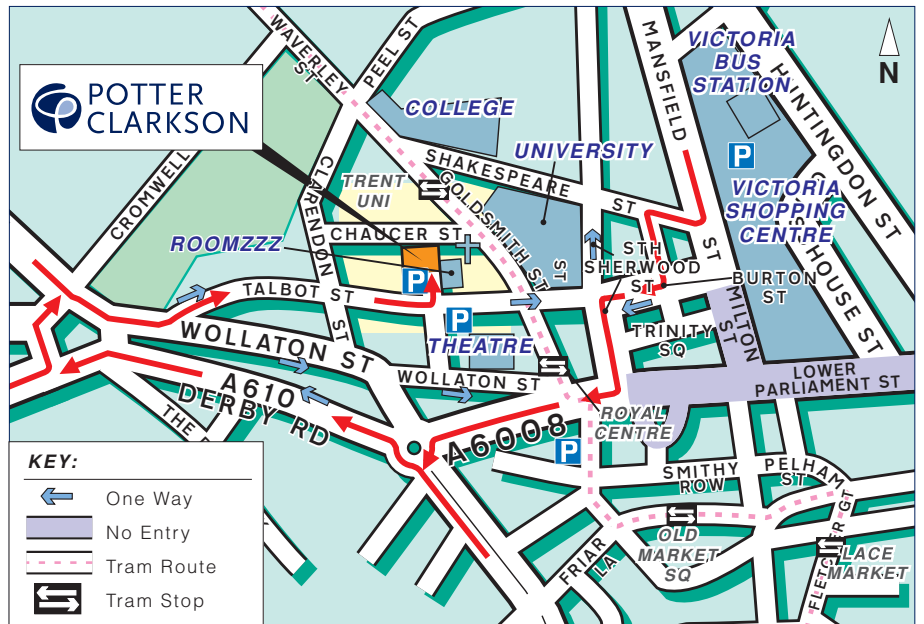 WAVERLEY
ST
PEEL ST
MANSFIELD
ST
VICTORIA
BUS
STATION
HUNTINGDON ST
N
POTTER
CLARKSON
COLLEGE
P
CROMWELL
CLARENDON
ST
SHAKESPEARE
ST
UNIVERSITY
TRENT
UNI
GOLDSMITH ST
VICTORIA
SHOPPING
CENTRE
HOUSE ST
CHAUCER ST
ROOMZZZ
P
ST
STH
SHERWOOD
ST
BURTON
ST
TALBOT ST
P
THEATRE
TRINITY
SQ
MILTON
ST
WOLLATON ST
WOLLATON ST
LOWER
PARLIAMENT ST
A610
DERBY RD
THE
A6008
ROYAL
CENTRE
P
SMITHY
ROW
PELHAM
ST
FRIAR
LA
OLD
MARKET
SQ
FLETCHER GT
LACE
MARKET
KEY:
One Way
No Entry
Tram Route
Tram Stop